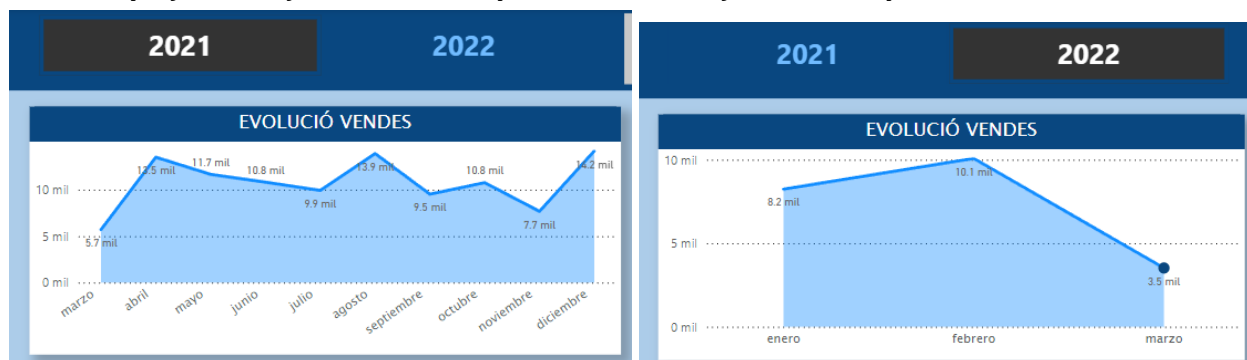 2021 2022
EVOLUCIÓ VENDES
13.5 mil 11.7 mil 10.8 mil 13.9 mil 10.8 mil 14.2 mil
10 mil
9.9 mil 9.5 mil
7.7 mil
5 mil 5.7 mil
0 mil
marzo abril mayo junio julio agosto septiembre octubre noviembre diciembre
2021 2022
EVOLUCIÓ VENDES
10 mil
10.1 mil
8.2 mil
5 mil
3.5 mil
0 mil
enero febrero marzo